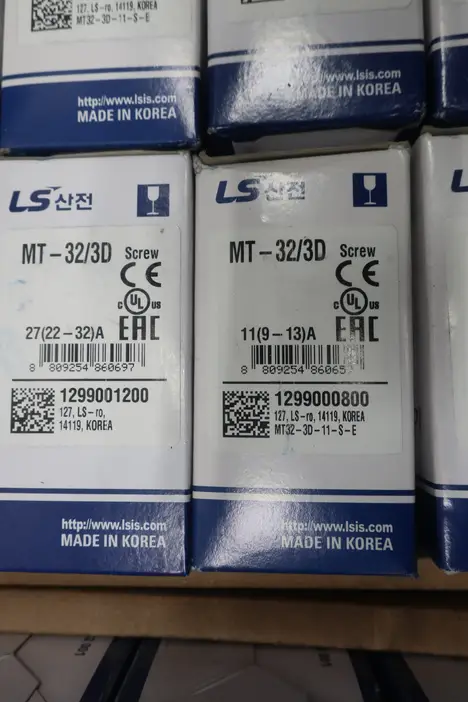 127, LS-ro, 14119, KOREA
MT32-3D-11-S-E
http://www.lsis.com
MADE IN KOREA
http://www.lsis.com
MADE IN KOREA
LS산전
MT-32/3D Screw
CE
C UL US
EAC
27(22-32)A
8 809254 860697
1299001200
127, LS-ro,
14119, KOREA
http://www.lsis.com
MADE IN KOREA
LS산전
MT-32/3D Screw
CE
C UL US
EAC
11(9-13)A
8 809254 86065
1299000800
127, LS-ro, 14119, KOREA
MT32-3D-11-S-E
http://www.lsis.com
MADE IN KOREA